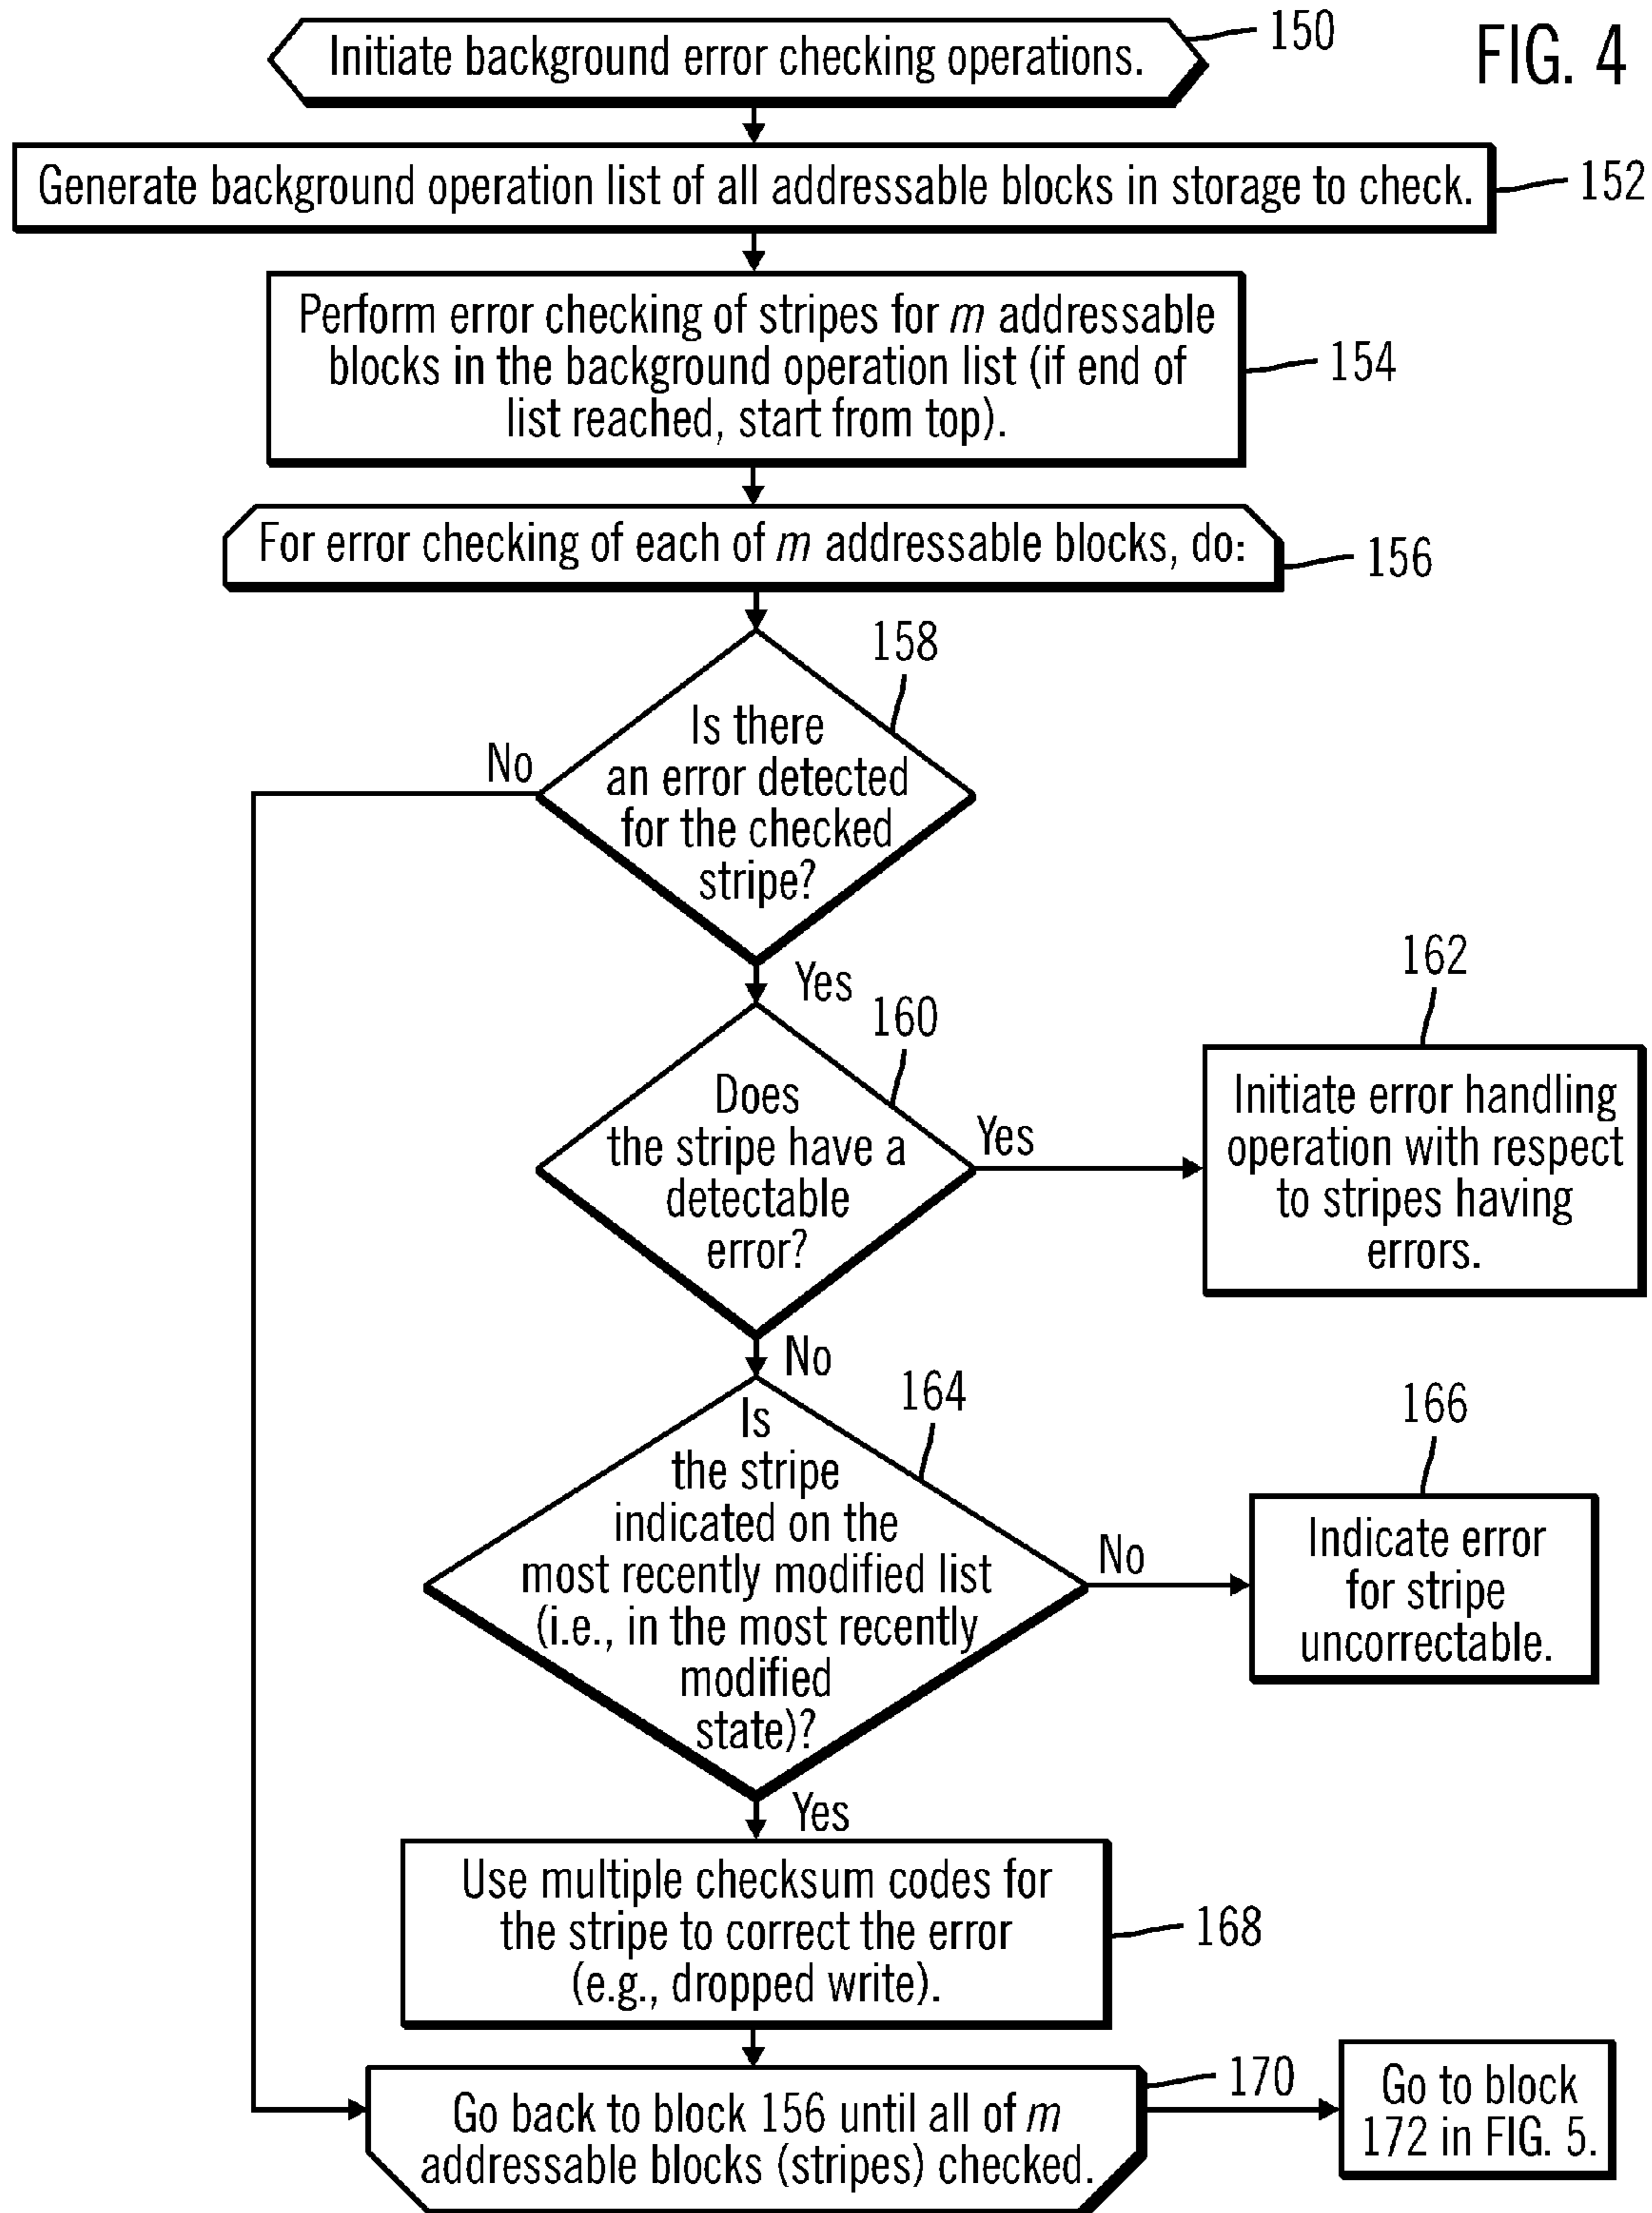 FIG. 4
Initiate background error checking operations.
150
Generate background operation list of all addressable blocks in storage to check.
152
Perform error checking of stripes for m addressable
blocks in the background operation list (if end of
list reached, start from top).
154
For error checking of each of m addressable blocks, do:
156
158
Is there
an error detected
for the checked
stripe?
No
Yes
160
Does
the stripe have a
detectable
error?
Yes
162
Initiate error handling
operation with respect
to stripes having
errors.
No
164
Is
the stripe
indicated on the
most recently modified list
(i.e., in the most recently
modified
state)?
No
166
Indicate error
for stripe
uncorrectable.
Yes
Use multiple checksum codes for
the stripe to correct the error
(e.g., dropped write).
168
Go back to block 156 until all of m
addressable blocks (stripes) checked.
170
Go to block
172 in FIG. 5.